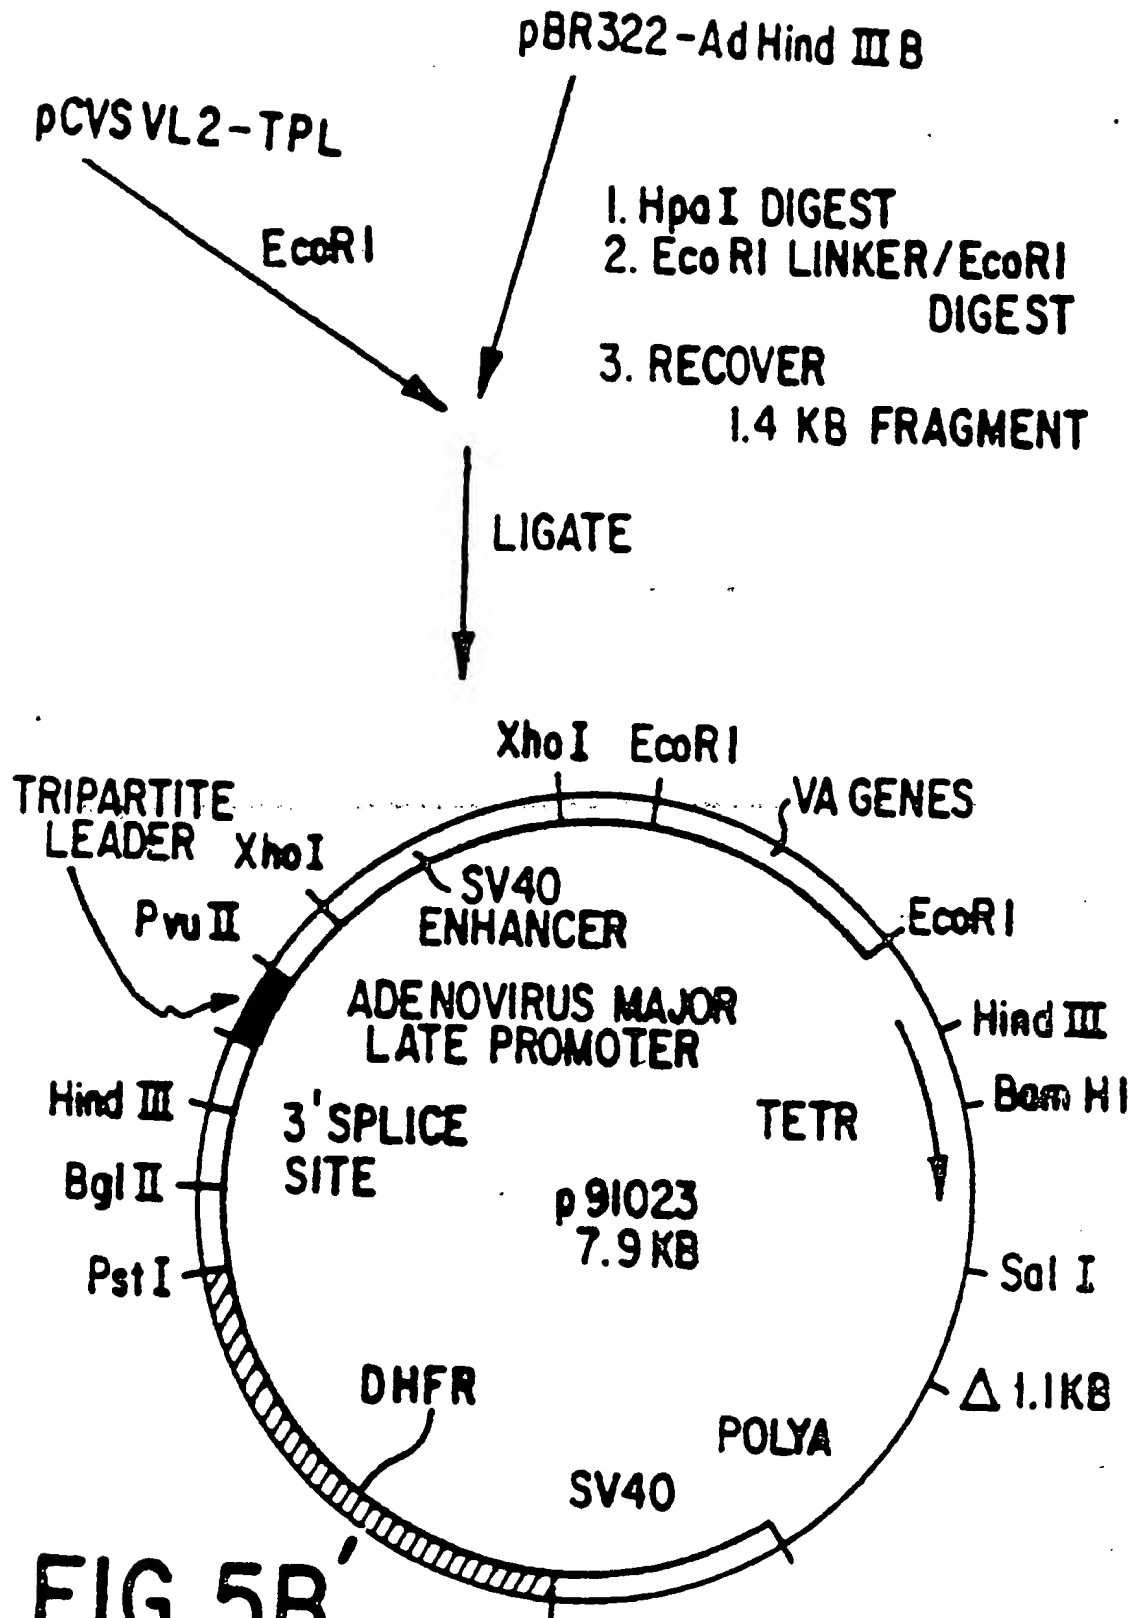 pBR322-Ad Hind III B
pCVSVL2-TPL
EcoRI
1. HpaI DIGEST
2. EcoRI LINKER/EcoRI
DIGEST
3. RECOVER
1.4 KB FRAGMENT
LIGATE
XhoI EcoRI
TRIPARTITE
LEADER
VA GENES
XhoI
SV40
ENHANCER
PvuII
EcoRI
ADENOVIRUS MAJOR
LATE PROMOTER
Hind III
Hind III
3' SPLICE
SITE
TETR
Bam HI
Bgl II
p91023
7.9 KB
PstI
Sal I
DHFR
Δ 1.1KB
POLYA
SV40
FIG. 5B'